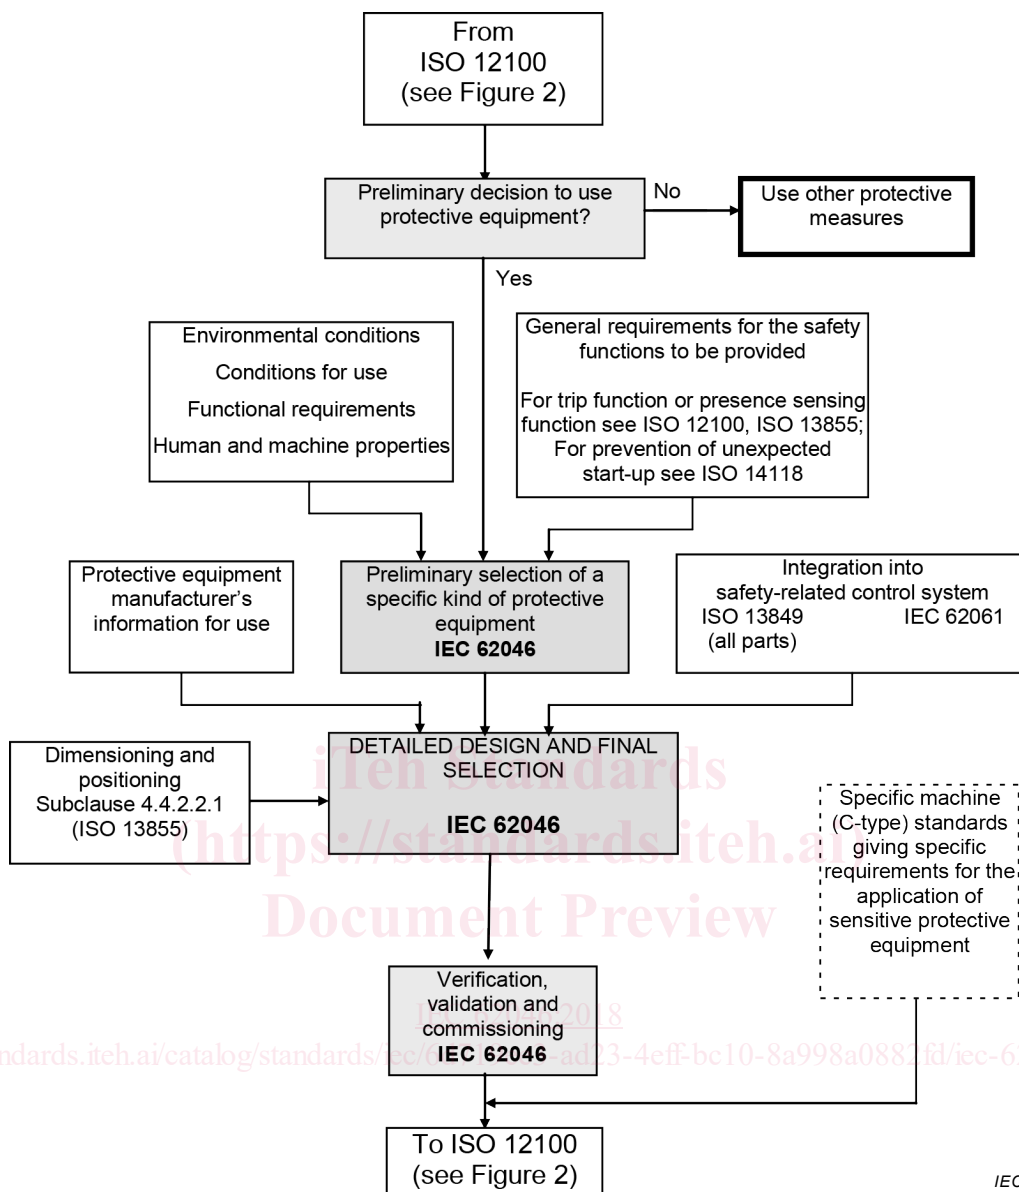 From
ISO 12100
(see Figure 2)
Preliminary decision to use
protective equipment?
No
Use other protective
measures
Yes
Environmental conditions
Conditions for use
Functional requirements
Human and machine properties
General requirements for the safety
functions to be provided
For trip function or presence sensing
function see ISO 12100, ISO 13855;
For prevention of unexpected
start-up see ISO 14118
Protective equipment
manufacturer's
information for use
Preliminary selection of a
specific kind of protective
equipment
IEC 62046
Integration into
safety-related control system
ISO 13849 IEC 62061
(all parts)
Dimensioning and
positioning
Subclause 4.4.2.2.1
(ISO 13855)
DETAILED DESIGN AND FINAL
SELECTION
IEC 62046
iTeh Standards
(https://standards.iteh.ai)
Document Preview
Specific machine
(C-type) standards
giving specific
requirements for the
application of
sensitive protective
equipment
Verification,
validation and
commissioning
IEC 62046
IEC 62046:2018
To ISO 12100
(see Figure 2)
IEC